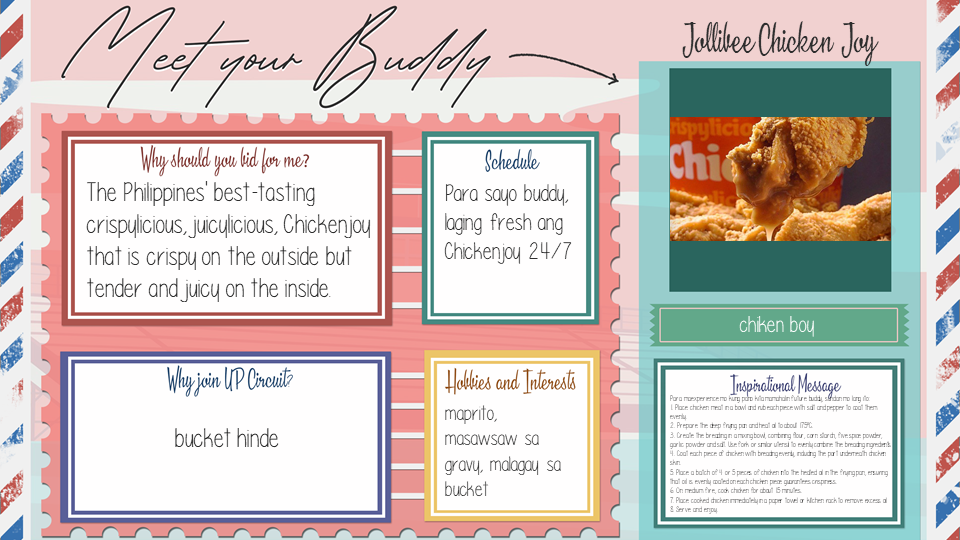 Meet your Buddy
Jollibee Chicken Joy
Why should you bid for me?
The Philippines' best-tasting
crispylicious, juicylicious, Chickenjoy
that is crispy on the outside but
tender and juicy on the inside.
Schedule
Para sayo buddy,
laging fresh ang
Chickenjoy 24/7
rispylicio
Chi
chiken boy
Why join UP Circuit?
bucket hinde
Hobbies and Interests
maprito,
masawsaw sa
gravy, malagay sa
bucket
Inspirational Message
Para maexperience mo kung paano kita mamahalin future buddy, sundan mo lang ito:
1. Place chicken meat in a bowl and rub each piece with salt and pepper to coat them
evenly.
2. Prepare the deep frying pan and heat oil to about 175°C.
3. Create the breading in a mixing bowl, combining flour, corn starch, five spice powder,
garlic powder and salt. Use fork or similar utensil to evenly combine the breading ingredients
4. Coat each piece of chicken with breading evenly, including the part underneath chicken
skin.
5. Place a batch of 4 or 5 pieces of chicken into the heated oil in the frying pan, ensuring
that oil is evenly coated on each chicken piece guarantees crispiness.
6. On medium fire, cook chicken for about 15 minutes.
7. Place cooked chicken immediately in a paper towel or kitchen rack to remove excess oil
8. Serve and enjoy.